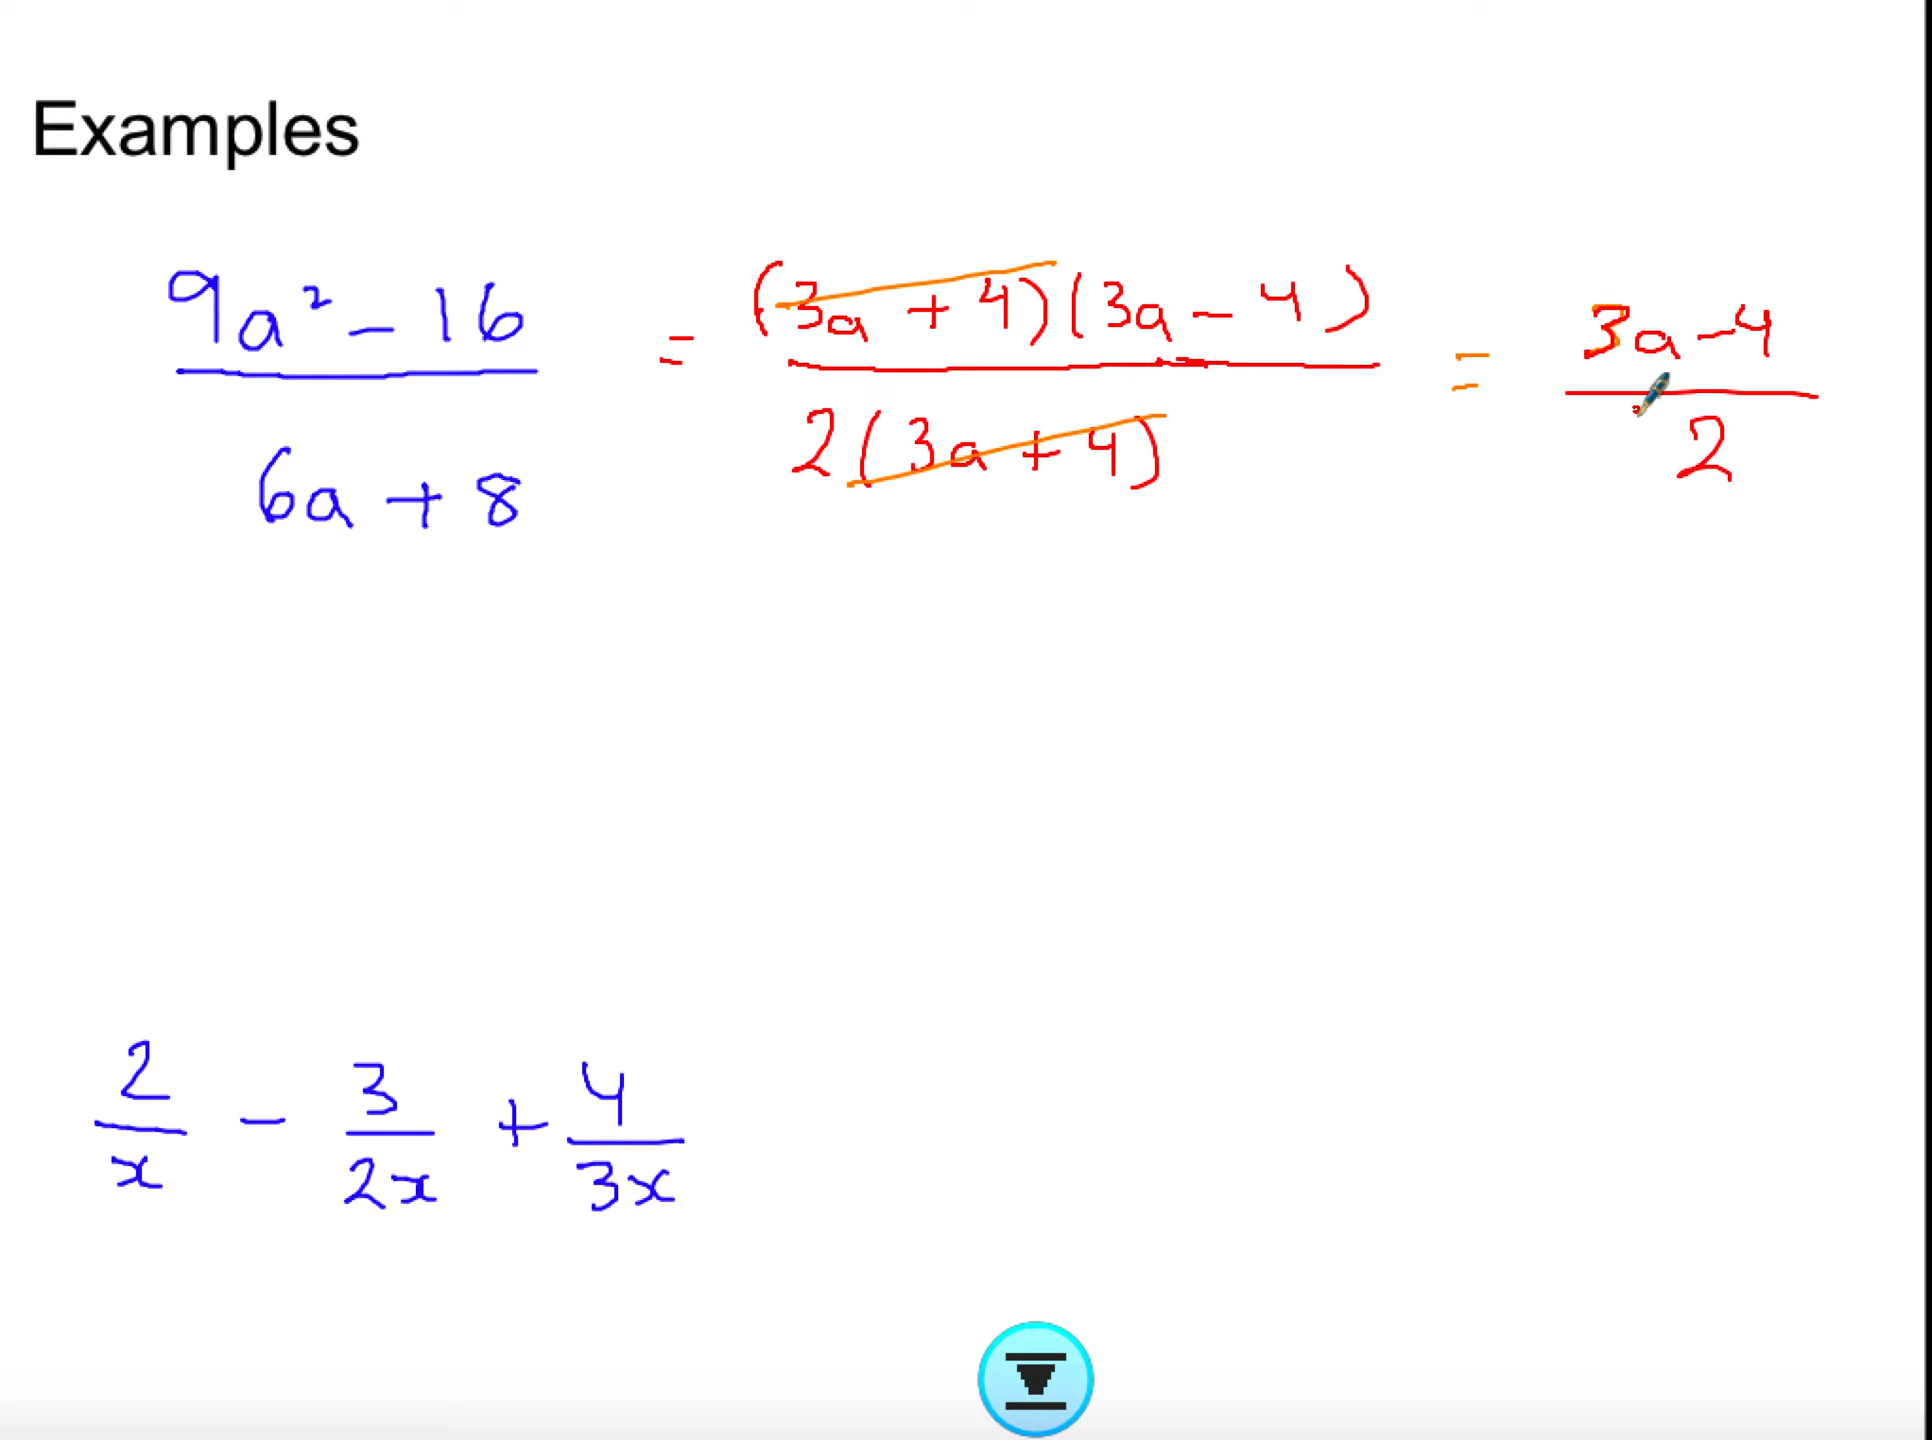 Examples
9a² - 16 / 6a + 8 = (3a + 4)(3a - 4) / 2(3a + 4) = 3a - 4 / 2
2/x - 3/2x + 4/3x